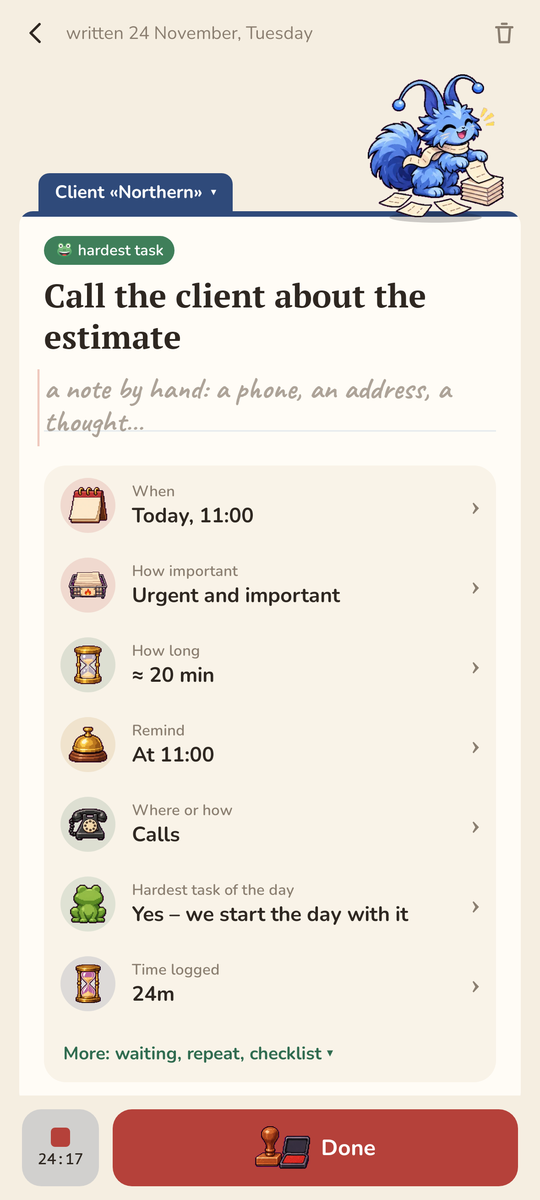 written 24 November, Tuesday
Client «Northern» ▾
hardest task
Call the client about the
estimate
a note by hand: a phone, an address, a
thought...
When
Today, 11:00
How important
Urgent and important
How long
≈ 20 min
Remind
At 11:00
Where or how
Calls
Hardest task of the day
Yes – we start the day with it
Time logged
24m
More: waiting, repeat, checklist ▾
24:17
Done